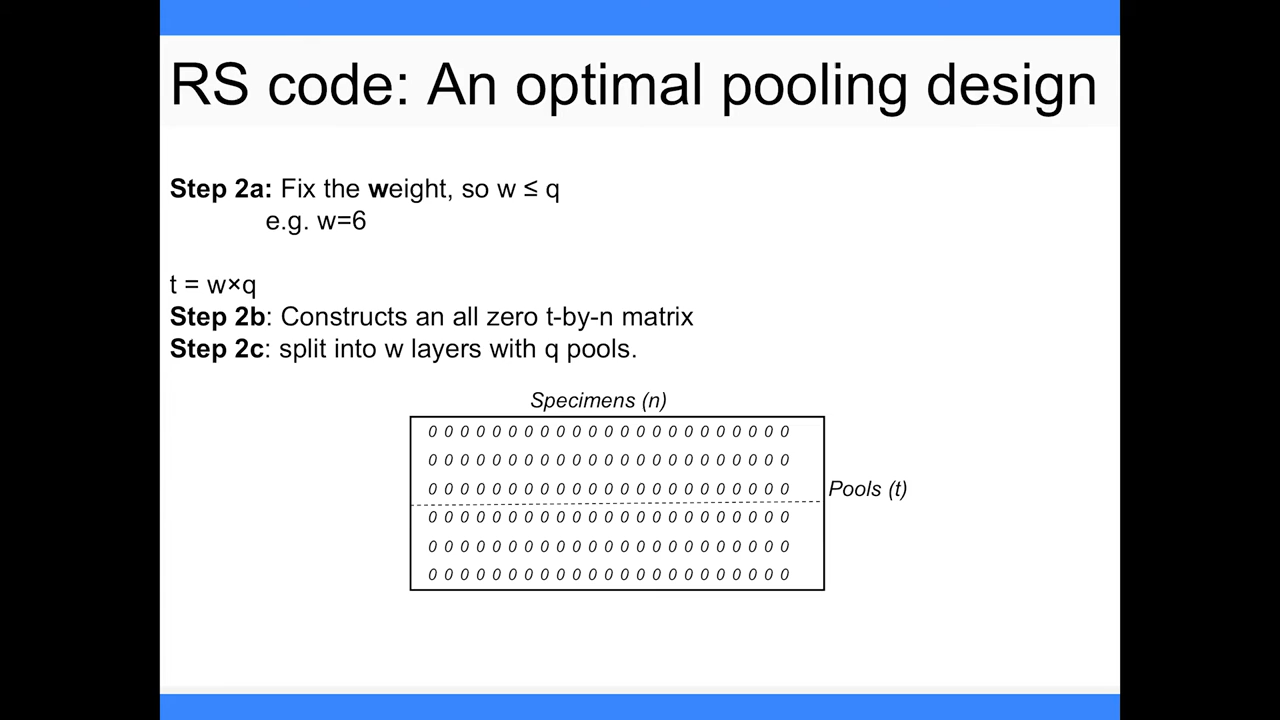 RS code: An optimal pooling design
Step 2a: Fix the weight, so w ≤ q
e.g. w=6
t = w×q
Step 2b: Constructs an all zero t-by-n matrix
Step 2c: split into w layers with q pools.
Specimens (n)
0 0 0 0 0 0 0 0 0 0 0 0 0 0 0 0 0 0 0 0 0 0 0
0 0 0 0 0 0 0 0 0 0 0 0 0 0 0 0 0 0 0 0 0 0 0
0 0 0 0 0 0 0 0 0 0 0 0 0 0 0 0 0 0 0 0 0 0 0
Pools (t)
0 0 0 0 0 0 0 0 0 0 0 0 0 0 0 0 0 0 0 0 0 0 0
0 0 0 0 0 0 0 0 0 0 0 0 0 0 0 0 0 0 0 0 0 0 0
0 0 0 0 0 0 0 0 0 0 0 0 0 0 0 0 0 0 0 0 0 0 0